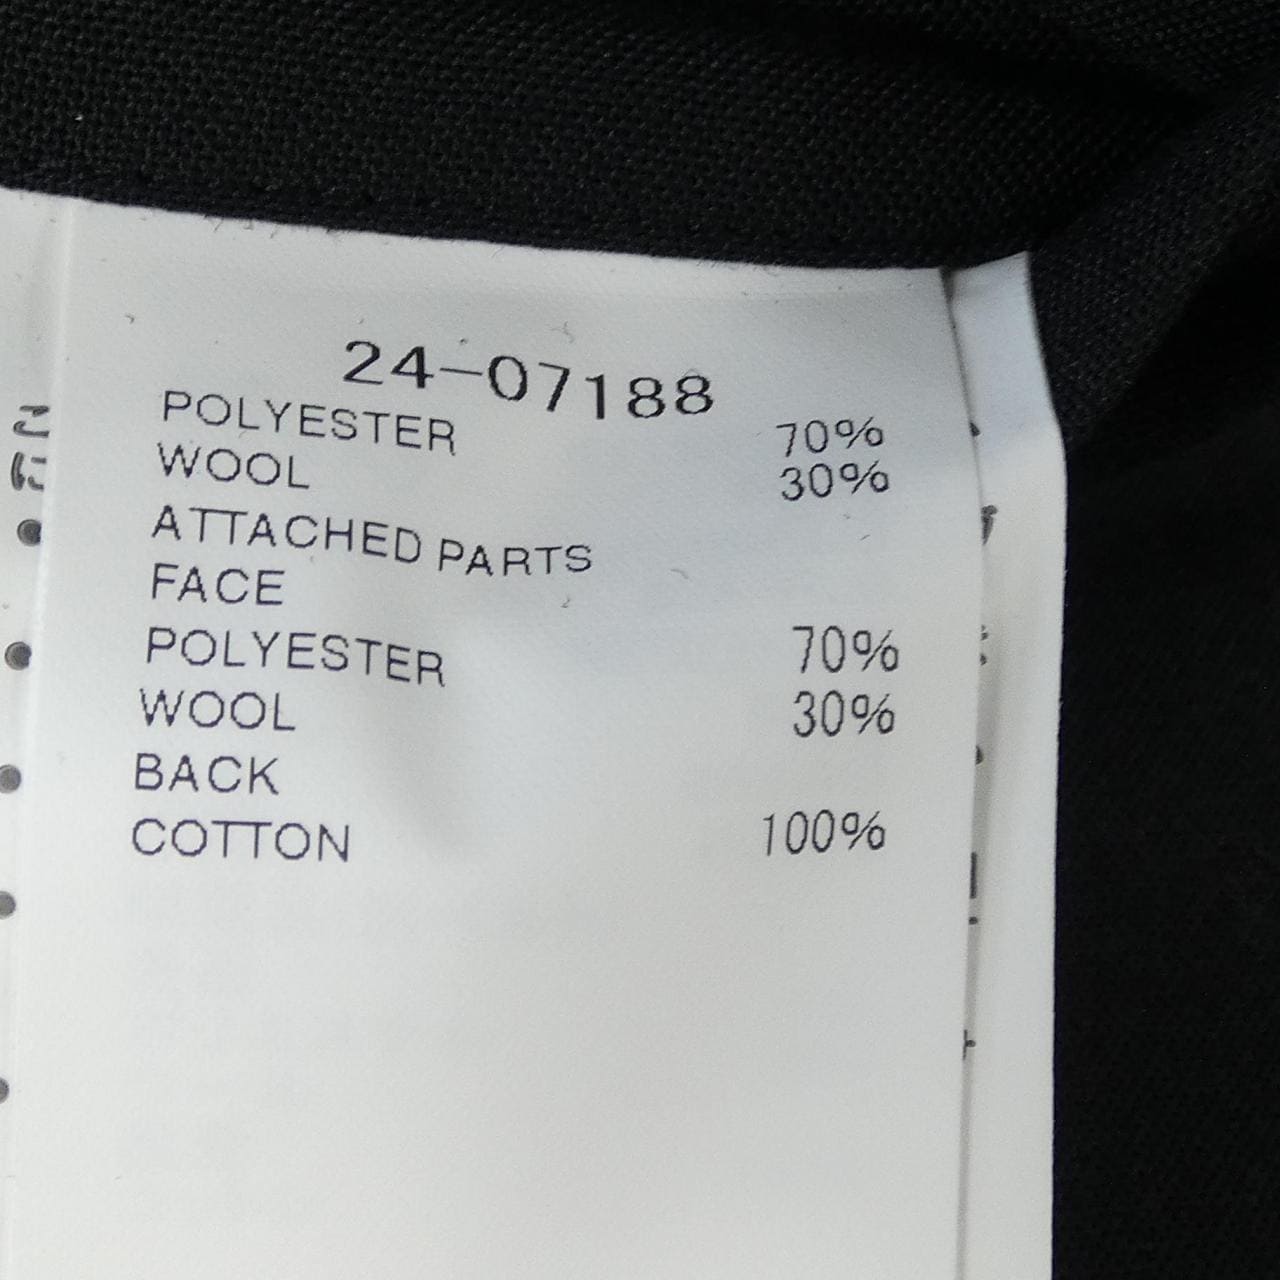 24-07188
POLYESTER 70%
WOOL 30%
ATTACHED PARTS
FACE
POLYESTER 70%
WOOL 30%
BACK
COTTON 100%